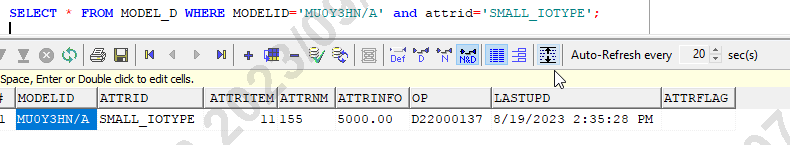 SELECT * FROM MODEL_D WHERE MODELID='MU0Y3HN/A' and attrid='SMALL_IOTYPE';
Def D N N&D Auto-Refresh every 20 sec(s)
Space, Enter or Double click to edit cells.
# MODELID ATTRID ATTRITEM ATTRNM ATTRINFO OP LASTUPD ATTRFLAG
1 MU0Y3HN/A SMALL_IOTYPE 11 155 5000.00 D22000137 8/19/2023 2:35:28 PM